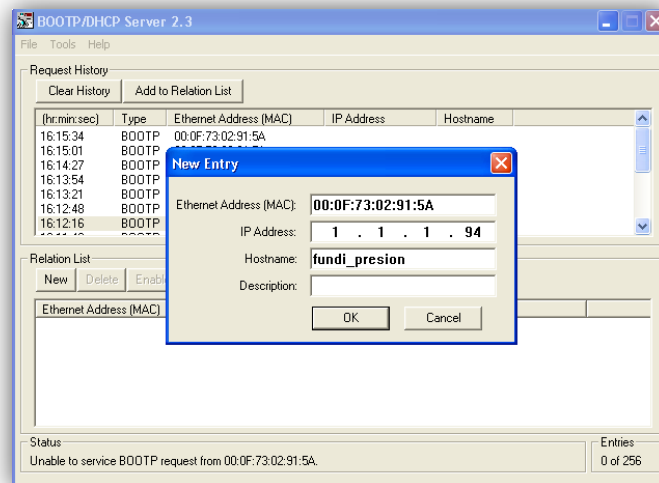 BOOTP/DHCP Server 2.3
File Tools Help
Request History
Clear History Add to Relation List
(hr:min:sec) Type Ethernet Address (MAC) IP Address Hostname
16:15:34 BOOTP 00:0F:73:02:91:5A
16:15:01 BOOTP
16:14:27 BOOTP
16:13:54 BOOTP
16:13:21 BOOTP
16:12:48 BOOTP
16:12:16 BOOTP
New Entry
Ethernet Address (MAC): 00:0F:73:02:91:5A
IP Address: 1 . 1 . 1 . 94
Hostname: fundi_presion
Description:
OK Cancel
Relation List
New Delete
Ethernet Address (MAC)
Status
Unable to service BOOTP request from 00:0F:73:02:91:5A.
Entries
0 of 256